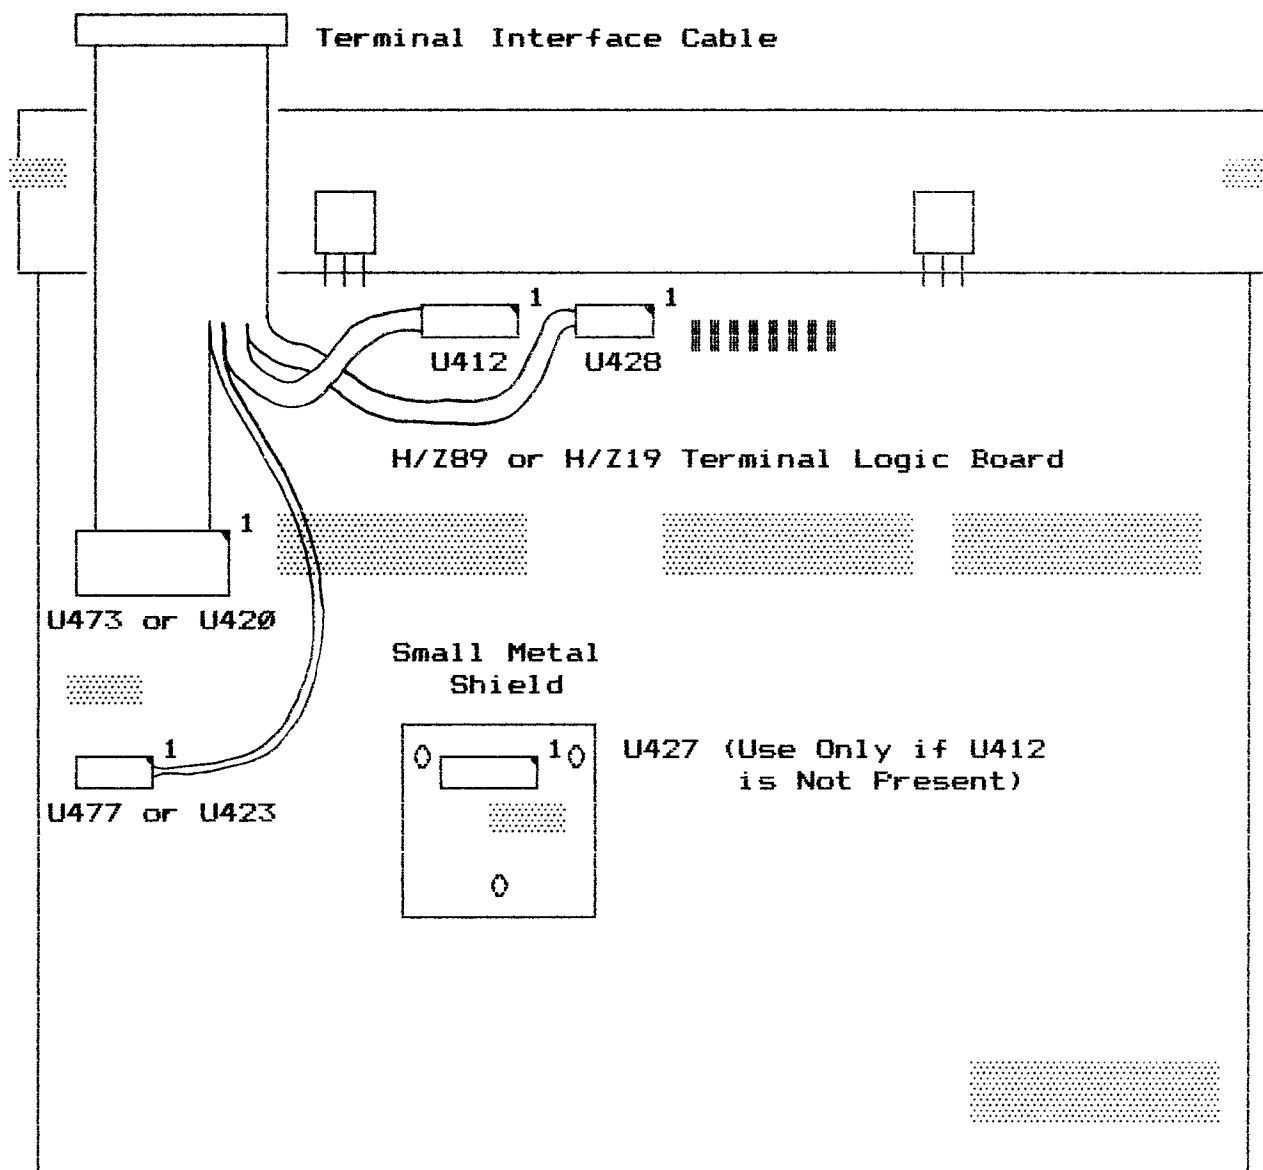 Terminal Interface Cable
1 1
U412 U428
H/Z89 or H/Z19 Terminal Logic Board
1
U473 or U420
Small Metal
Shield
1
U477 or U423
1
U427 (Use Only if U412
is Not Present)